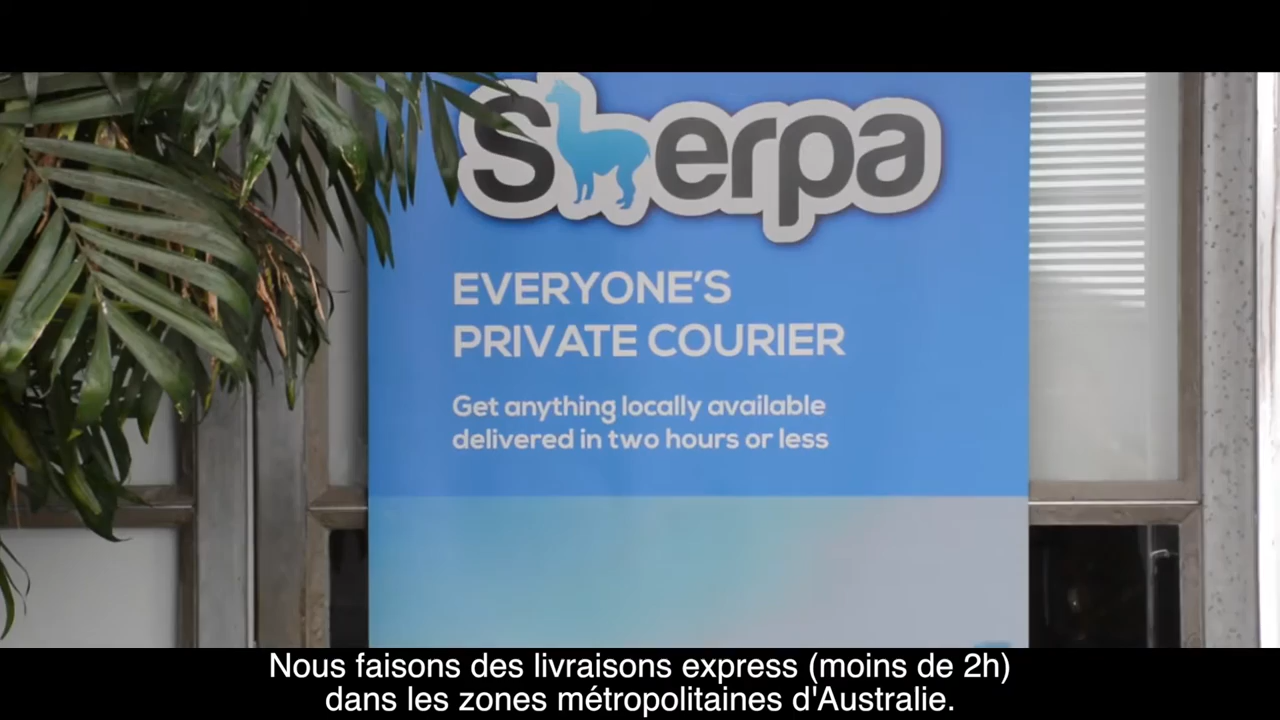 Sherpa
EVERYONE'S
PRIVATE COURIER
Get anything locally available
delivered in two hours or less
Nous faisons des livraisons express (moins de 2h)
dans les zones métropolitaines d'Australie.